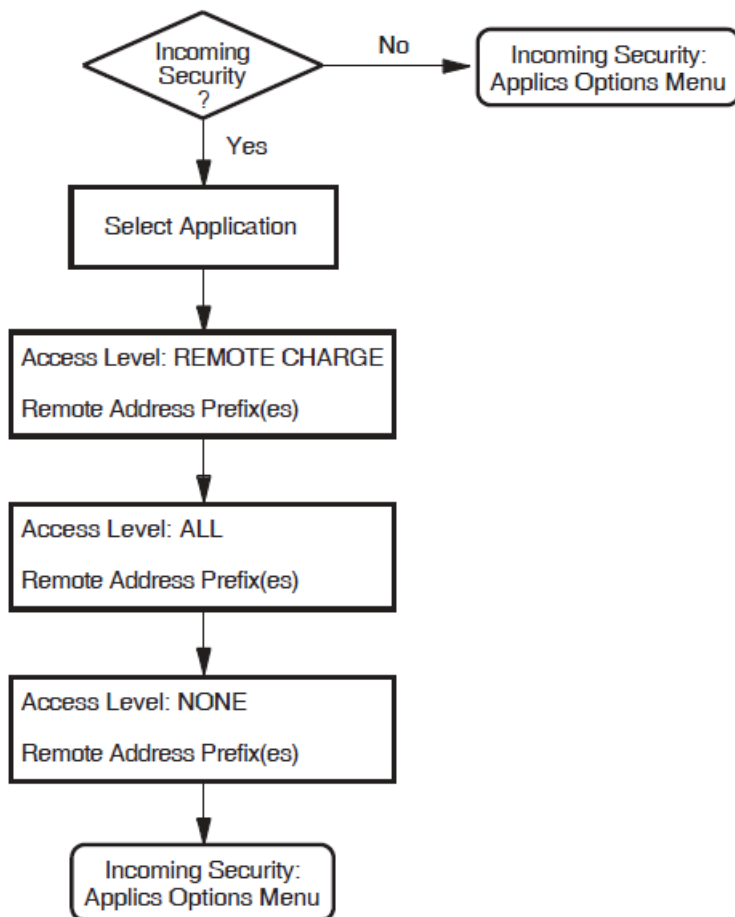 Incoming
Security
?
No
Incoming Security:
Applics Options Menu
Yes
Select Application
Access Level: REMOTE CHARGE
Remote Address Prefix(es)
Access Level: ALL
Remote Address Prefix(es)
Access Level: NONE
Remote Address Prefix(es)
Incoming Security:
Applics Options Menu